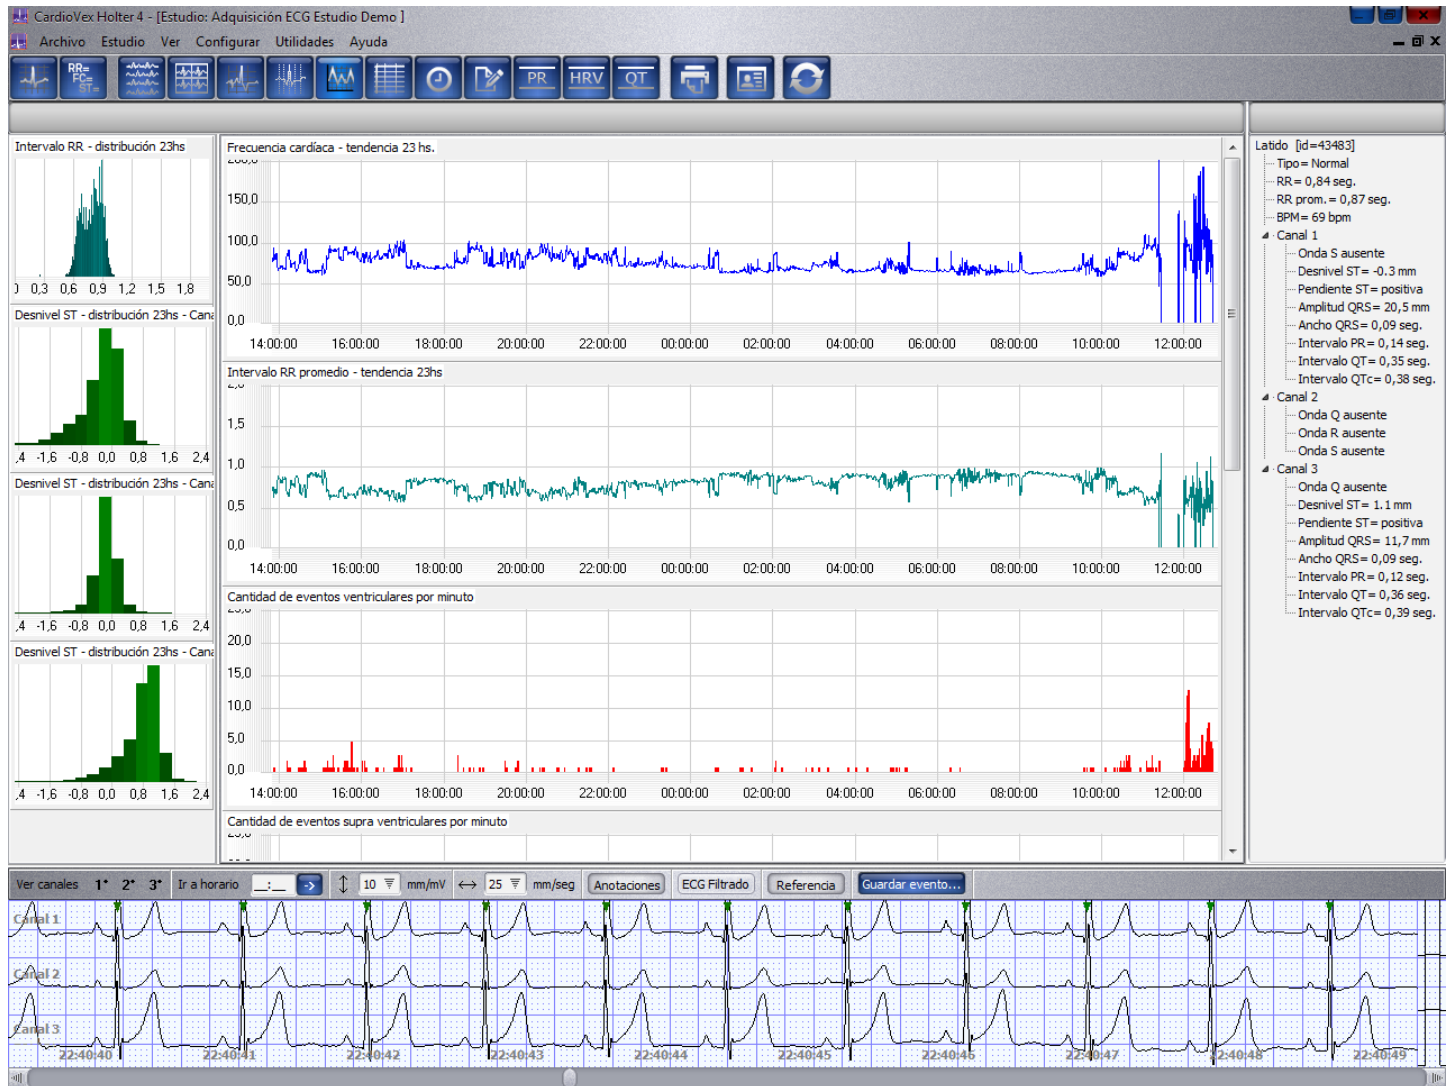 CardioVex Holter 4 - [Estudio: Adquisición ECG Estudio Demo ]
Archivo Estudio Ver Configurar Utilidades Ayuda
RR= FC= ST=
PR HRV QT
Intervalo RR - distribución 23hs
0,3 0,6 0,9 1,2 1,5 1,8
Desnivel ST - distribución 23hs - Cana
,4 -1,6 -0,8 0,0 0,8 1,6 2,4
Desnivel ST - distribución 23hs - Cana
,4 -1,6 -0,8 0,0 0,8 1,6 2,4
Desnivel ST - distribución 23hs - Cana
,4 -1,6 -0,8 0,0 0,8 1,6 2,4
Frecuencia cardíaca - tendencia 23 hs.
200,0
150,0
100,0
50,0
0,0
14:00:00 16:00:00 18:00:00 20:00:00 22:00:00 00:00:00 02:00:00 04:00:00 06:00:00 08:00:00 10:00:00 12:00:00
Intervalo RR promedio - tendencia 23hs
2,0
1,5
1,0
0,5
0,0
14:00:00 16:00:00 18:00:00 20:00:00 22:00:00 00:00:00 02:00:00 04:00:00 06:00:00 08:00:00 10:00:00 12:00:00
Cantidad de eventos ventriculares por minuto
25,0
20,0
15,0
10,0
5,0
0,0
14:00:00 16:00:00 18:00:00 20:00:00 22:00:00 00:00:00 02:00:00 04:00:00 06:00:00 08:00:00 10:00:00 12:00:00
Cantidad de eventos supra ventriculares por minuto
25,0
Latido [id=43483]
Tipo= Normal
RR= 0,84 seg.
RR prom.= 0,87 seg.
BPM= 69 bpm
Canal 1
Onda S ausente
Desnivel ST= -0.3 mm
Pendiente ST= positiva
Amplitud QRS= 20,5 mm
Ancho QRS= 0,09 seg.
Intervalo PR= 0,14 seg.
Intervalo QT= 0,35 seg.
Intervalo QTc= 0,38 seg.
Canal 2
Onda Q ausente
Onda R ausente
Onda S ausente
Canal 3
Onda Q ausente
Desnivel ST= 1.1 mm
Pendiente ST= positiva
Amplitud QRS= 11,7 mm
Ancho QRS= 0,09 seg.
Intervalo PR= 0,12 seg.
Intervalo QT= 0,36 seg.
Intervalo QTc= 0,39 seg.
Ver canales 1* 2* 3* Ir a horario __:__ -> 10 mm/mV 25 mm/seg Anotaciones ECG Filtrado Referencia Guardar evento...
Canal 1
Canal 2
Canal 3
22:40:40 22:40:41 22:40:42 22:40:43 22:40:44 22:40:45 22:40:46 22:40:47 22:40:48 22:40:49